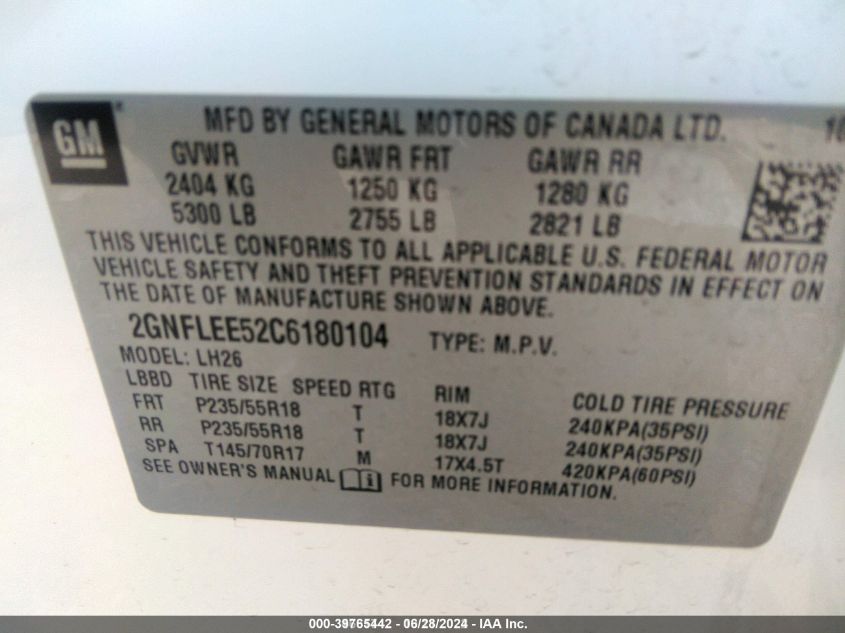 GM
MFD BY GENERAL MOTORS OF CANADA LTD. 10
GVWR GAWR FRT GAWR RR
2404 KG 1250 KG 1280 KG
5300 LB 2755 LB 2821 LB
THIS VEHICLE CONFORMS TO ALL APPLICABLE U.S. FEDERAL MOTOR
VEHICLE SAFETY AND THEFT PREVENTION STANDARDS IN EFFECT ON
THE DATE OF MANUFACTURE SHOWN ABOVE.
2GNFLEE52C6180104 TYPE: M.P.V.
MODEL: LH26
LBBD TIRE SIZE SPEED RTG RIM COLD TIRE PRESSURE
FRT P235/55R18 T 18X7J 240KPA(35PSI)
RR P235/55R18 T 18X7J 240KPA(35PSI)
SPA T145/70R17 M 17X4.5T 420KPA(60PSI)
SEE OWNER'S MANUAL FOR MORE INFORMATION.
000-39765442 - 06/28/2024 - IAA Inc.